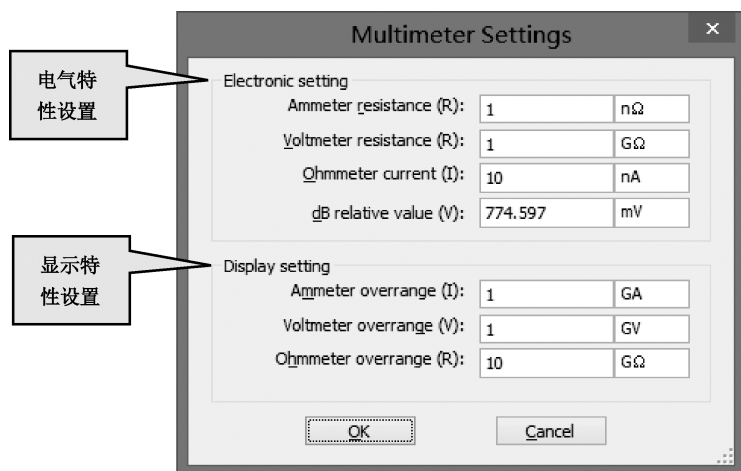 Multimeter Settings
×
电气特
性设置
Electronic setting
Ammeter resistance (R): 1 nΩ
Voltmeter resistance (R): 1 GΩ
Ohmmeter current (I): 10 nA
dB relative value (V): 774.597 mV
显示特
性设置
Display setting
Ammeter overrange (I): 1 GA
Voltmeter overrange (V): 1 GV
Ohmmeter overrange (R): 10 GΩ
OK Cancel